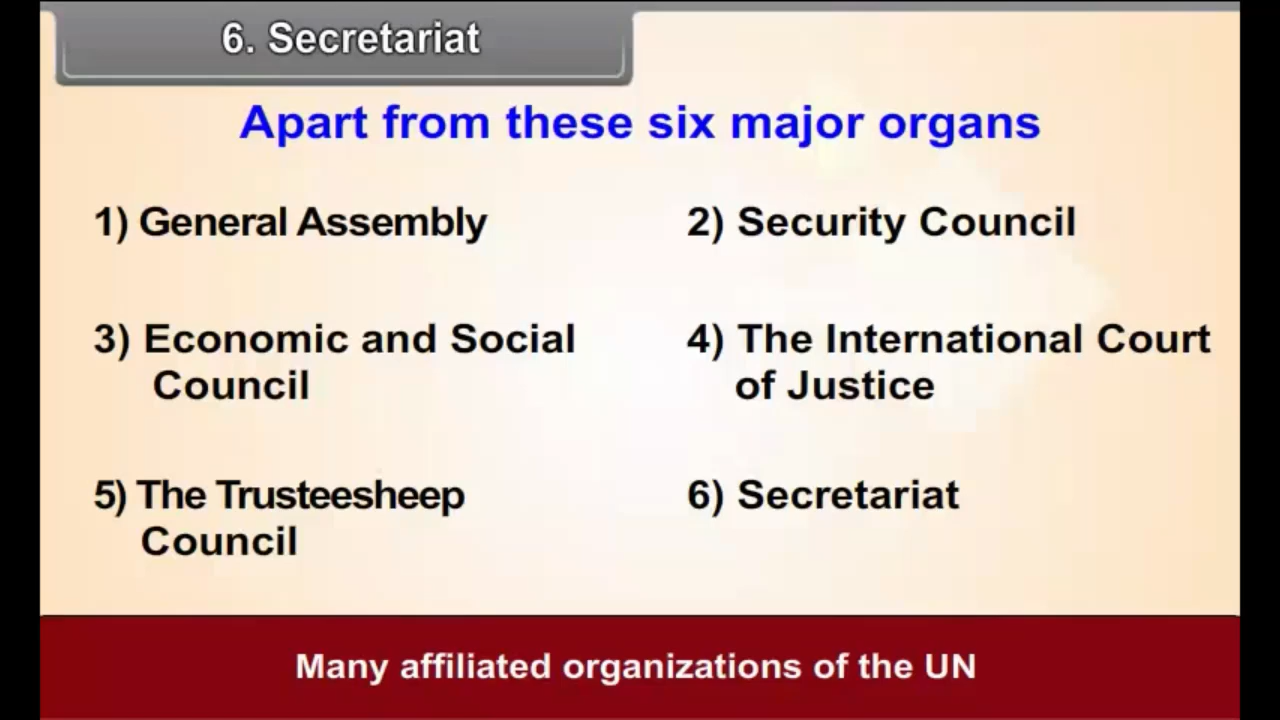 6. Secretariat
Apart from these six major organs
1) General Assembly
2) Security Council
3) Economic and Social
Council
4) The International Court
of Justice
5) The Trusteesheep
Council
6) Secretariat
Many affiliated organizations of the UN